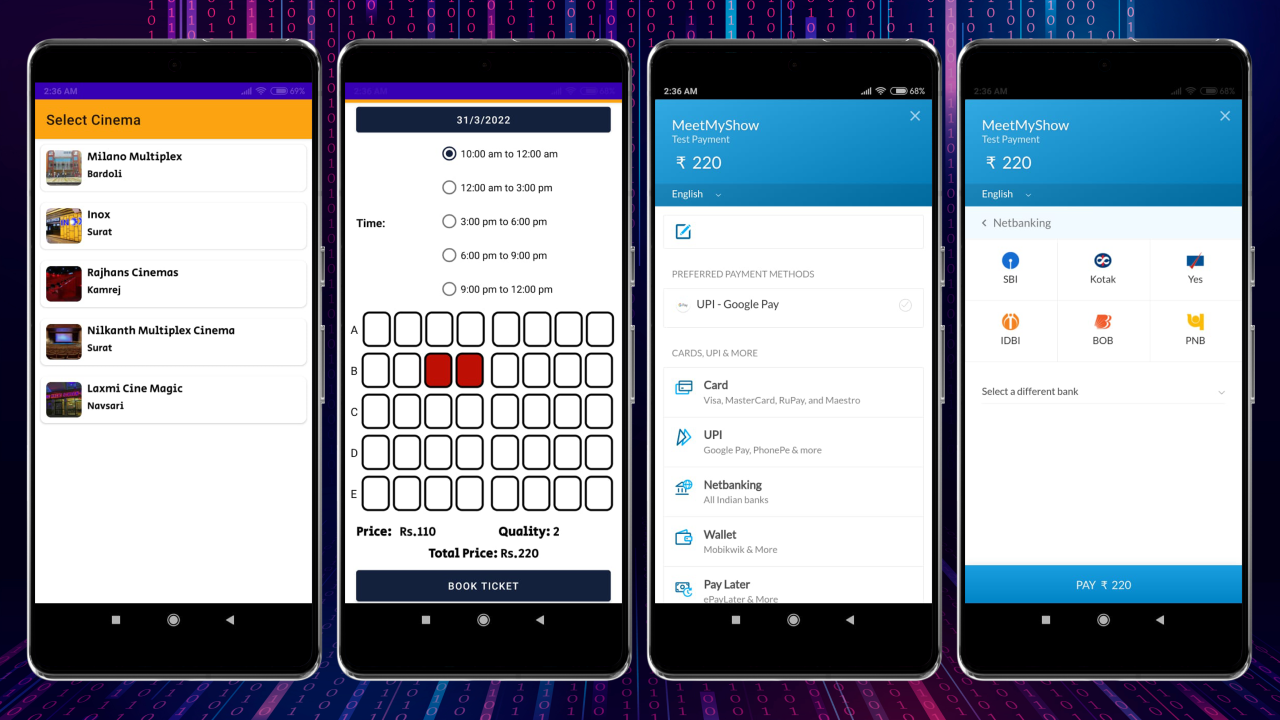 2:36 AM
69%
Select Cinema
Milano Multiplex
Bardoli
Inox
Surat
Rajhans Cinemas
Kamrej
Nilkanth Multiplex Cinema
Surat
Laxmi Cine Magic
Navsari
31/3/2022
10:00 am to 12:00 am
12:00 am to 3:00 pm
Time:
3:00 pm to 6:00 pm
6:00 pm to 9:00 pm
9:00 pm to 12:00 pm
A
B
C
D
E
Price: Rs.110 Quality: 2
Total Price: Rs.220
BOOK TICKET
2:36 AM
68%
MeetMyShow
Test Payment
₹ 220
English
PREFERRED PAYMENT METHODS
UPI - Google Pay
CARDS, UPI & MORE
Card
Visa, MasterCard, RuPay, and Maestro
UPI
Google Pay, PhonePe & more
Netbanking
All Indian banks
Wallet
Mobikwik & More
Pay Later
ePayLater & More
2:36 AM
68%
MeetMyShow
Test Payment
₹ 220
English
Netbanking
SBI
Kotak
Yes
IDBI
BOB
PNB
Select a different bank
PAY ₹ 220